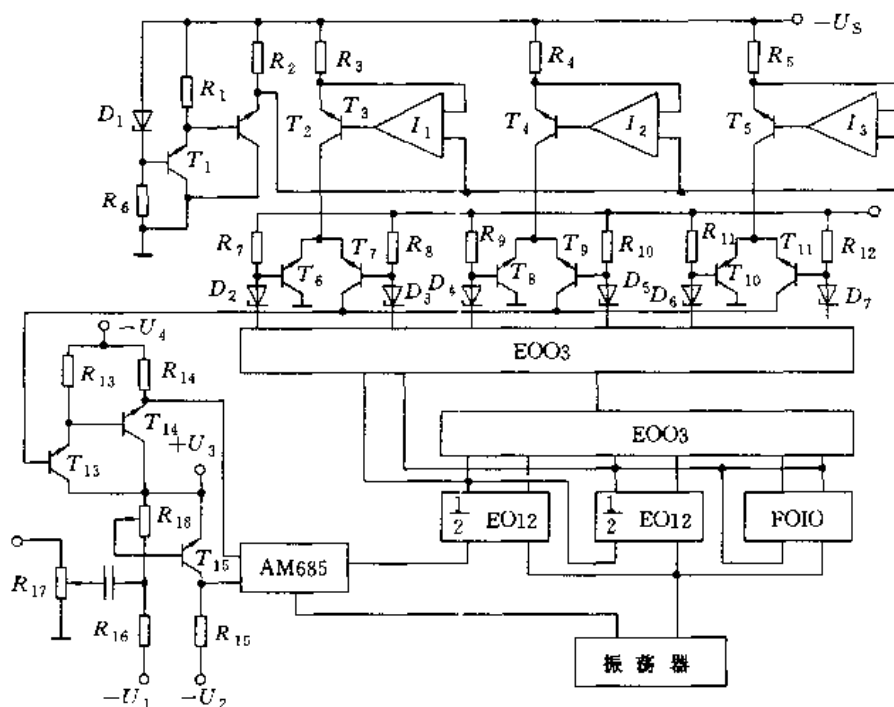 −U_S
R_2 R_3 R_4 R_5
R_1
D_1
T_3
T_2 I_1 T_4 I_2 T_5 I_3
T_1
R_6
R_7 T_7 R_8 R_9 T_9 R_10 R_11 T_11 R_12
T_6 T_8 T_10
D_2 D_3 D_4 D_5 D_6 D_7
−U_4
EOO3
R_13 R_14
T_14
EOO3
+U_3
T_13
R_18
1/2 EO12 1/2 EO12 FOIO
T_15
AM685
R_17
R_16 R_15
振荡器
−U_1 −U_2